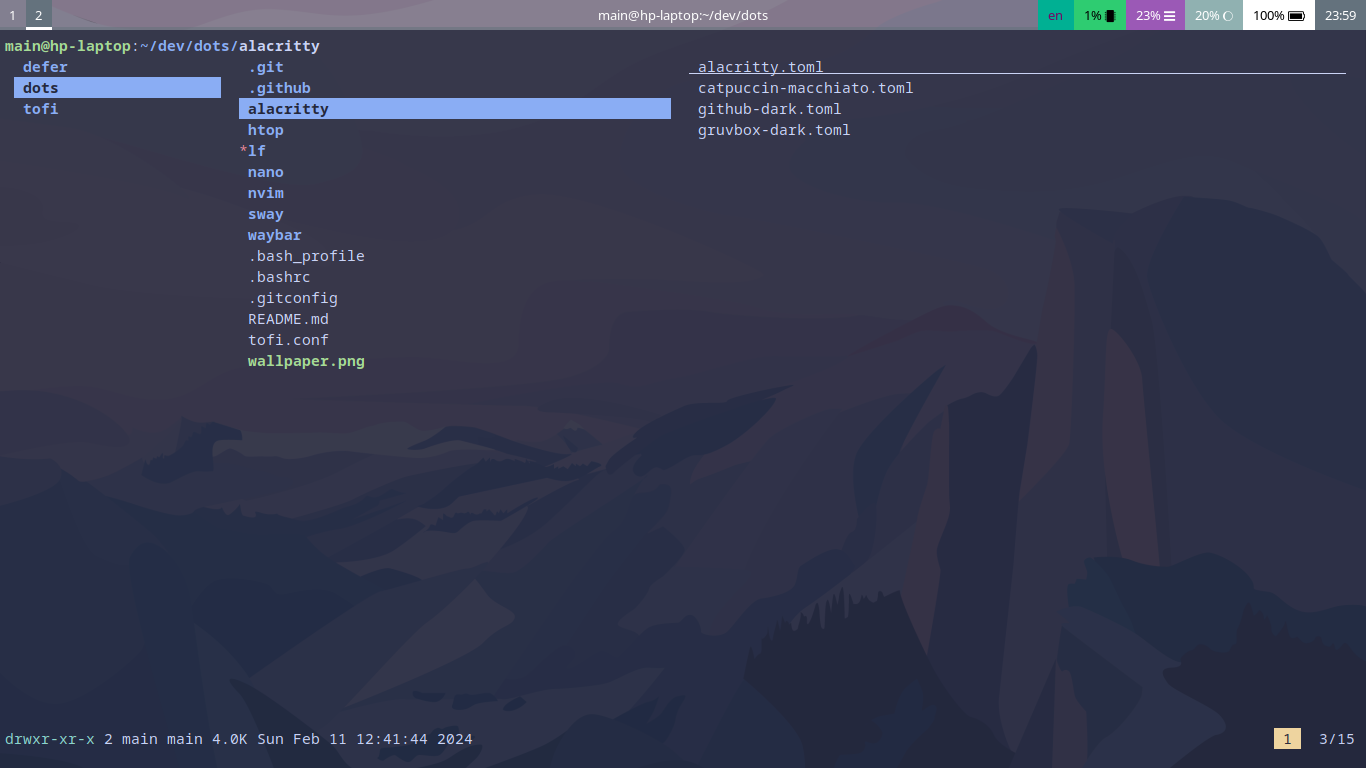 1 2 main@hp-laptop:~/dev/dots en 1% 23% 20% 100% 23:59
main@hp-laptop:~/dev/dots/alacritty
defer .git alacritty.toml
dots .github catpuccin-macchiato.toml
tofi alacritty github-dark.toml
htop gruvbox-dark.toml
*lf
nano
nvim
sway
waybar
.bash_profile
.bashrc
.gitconfig
README.md
tofi.conf
wallpaper.png
drwxr-xr-x 2 main main 4.0K Sun Feb 11 12:41:44 2024 1 3/15